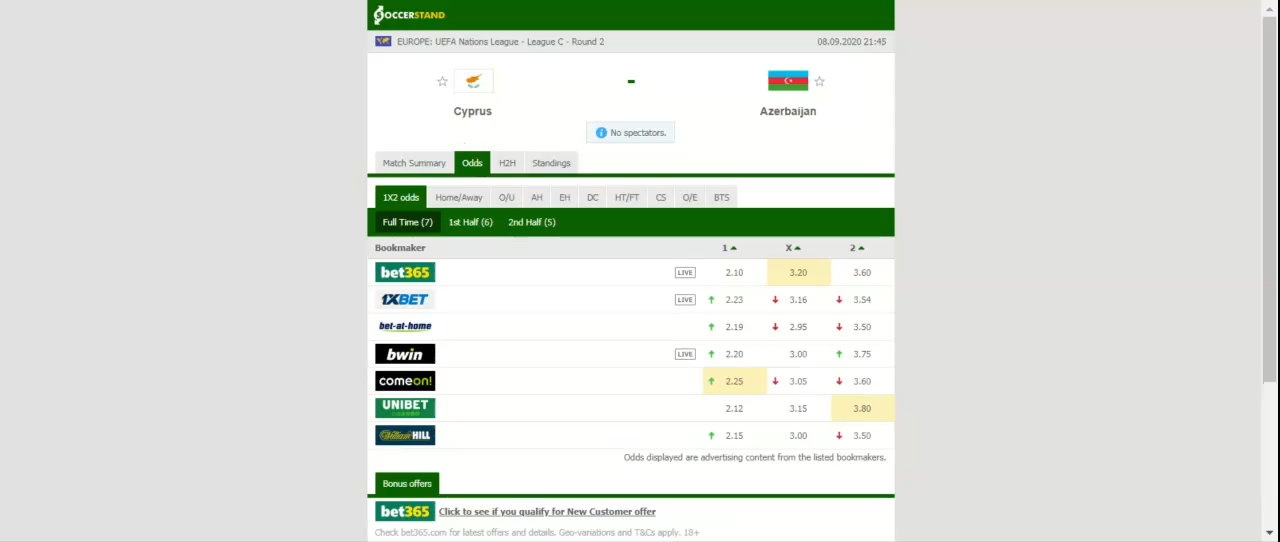 SOCCERSTAND
EUROPE: UEFA Nations League - League C - Round 2 08.09.2020 21:45
-
Cyprus Azerbaijan
No spectators.
Match Summary Odds H2H Standings
1X2 odds Home/Away O/U AH EH DC HT/FT CS O/E BTS
Full Time (7) 1st Half (6) 2nd Half (5)
Bookmaker 1 X 2
bet365 LIVE 2.10 3.20 3.60
1XBET LIVE 2.23 3.16 3.54
bet-at-home 2.19 2.95 3.50
bwin LIVE 2.20 3.00 3.75
comeon! 2.25 3.05 3.60
UNIBET 2.12 3.15 3.80
William HILL 2.15 3.00 3.50
Odds displayed are advertising content from the listed bookmakers.
Bonus offers
bet365 Click to see if you qualify for New Customer offer
Check bet365.com for latest offers and details. Geo-variations and T&Cs apply. 18+